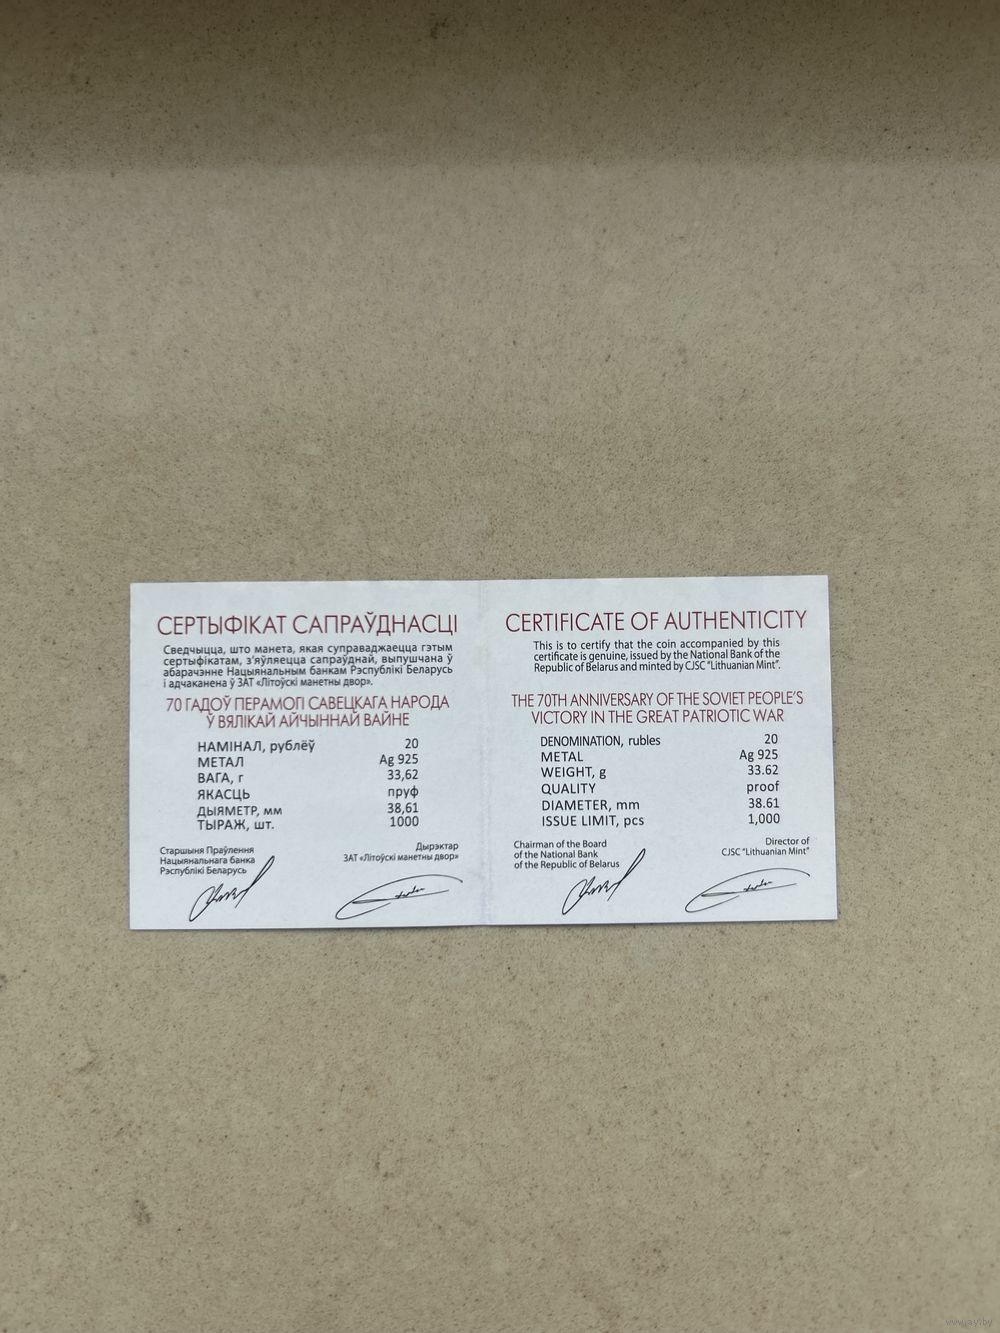 СЕРТЫФІКАТ САПРАЎДНАСЦІ
Сведчыцца, што манета, якая суправаджаецца гэтым
сертыфікатам, з'яўляецца сапраўднай, выпушчана ў
абарачэнне Нацыянальным банкам Рэспублікі Беларусь
і адчаканена ў ЗАТ «Літоўскі манетны двор».
70 ГАДОЎ ПЕРАМОГІ САВЕЦКАГА НАРОДА
Ў ВЯЛІКАЙ АЙЧЫННАЙ ВАЙНЕ
НАМІНАЛ, рублёў 20
МЕТАЛ Ag 925
ВАГА, г 33,62
ЯКАСЦЬ пруф
ДЫЯМЕТР, мм 38,61
ТЫРАЖ, шт. 1000
Старшыня Праўлення
Нацыянальнага банка
Рэспублікі Беларусь
Дырэктар
ЗАТ «Літоўскі манетны двор»
CERTIFICATE OF AUTHENTICITY
This is to certify that the coin accompanied by this
certificate is genuine, issued by the National Bank of the
Republic of Belarus and minted by CJSC "Lithuanian Mint".
THE 70TH ANNIVERSARY OF THE SOVIET PEOPLE'S
VICTORY IN THE GREAT PATRIOTIC WAR
DENOMINATION, rubles 20
METAL Ag 925
WEIGHT, g 33.62
QUALITY proof
DIAMETER, mm 38.61
ISSUE LIMIT, pcs 1,000
Chairman of the Board
of the National Bank
of the Republic of Belarus
Director of
CJSC "Lithuanian Mint"
www.ay.by